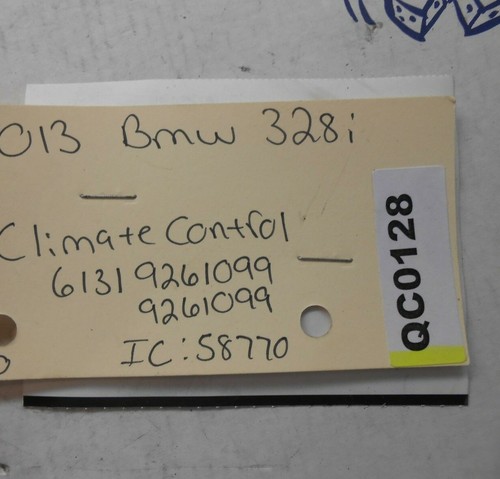 013 Bmw 328i
Climate Control
61319261099
9261099
IC:58770
QC0128